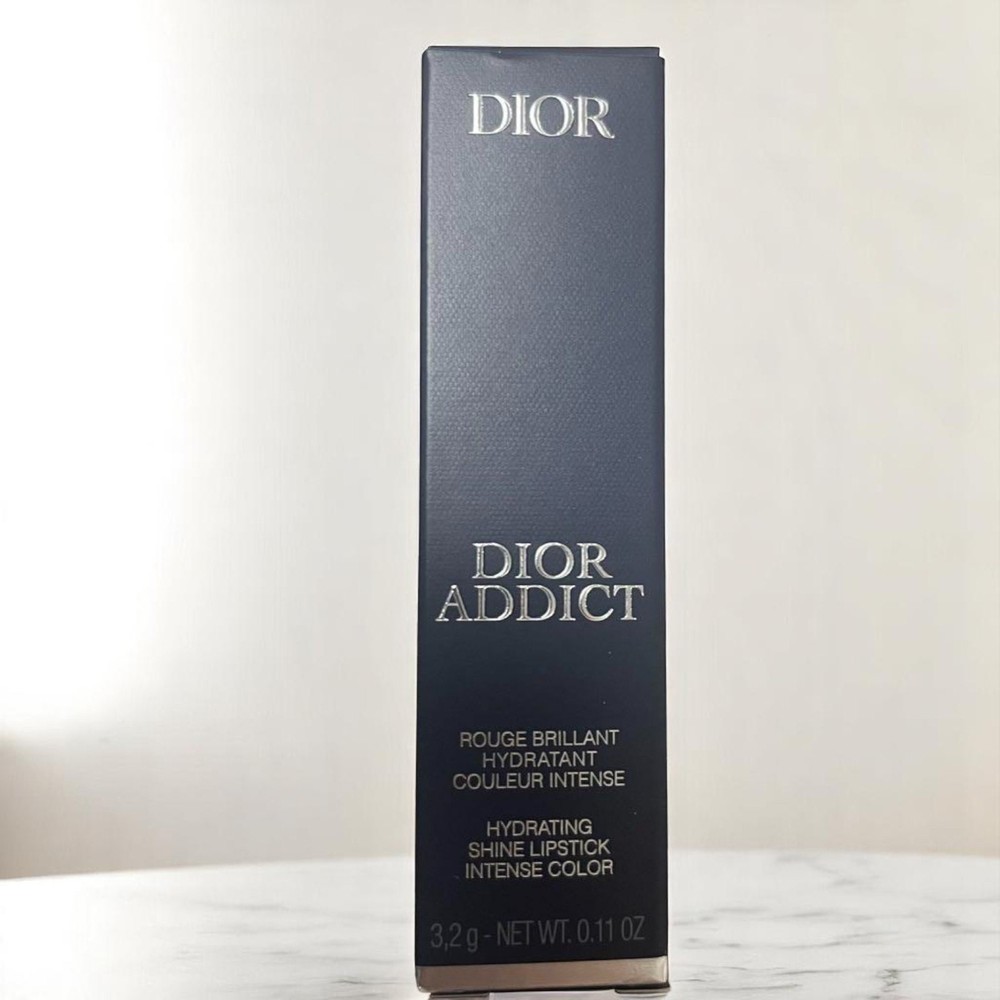 DIOR
DIOR
ADDICT
ROUGE BRILLANT
HYDRATANT
COULEUR INTENSE
HYDRATING
SHINE LIPSTICK
INTENSE COLOR
3,2 g - NET WT. 0.11 OZ